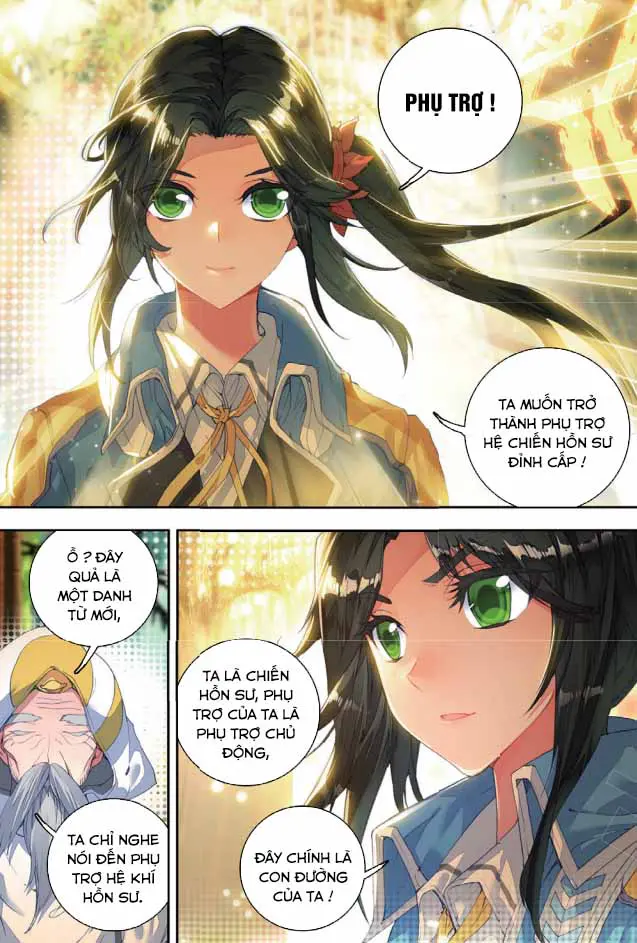 PHỤ TRỢ !
TA MUỐN TRỞ
THÀNH PHỤ TRỢ
HỆ CHIẾN HỒN SƯ
ĐỈNH CẤP !
Ồ ? ĐÂY
QUẢ LÀ
MỘT DANH
TỪ MỚI,
TA CHỈ NGHE
NÓI ĐẾN PHỤ
TRỢ HỆ KHÍ
HỒN SƯ.
TA LÀ CHIẾN
HỒN SƯ, PHỤ
TRỢ CỦA TA LÀ
PHỤ TRỢ CHỦ
ĐỘNG,
ĐÂY CHÍNH LÀ
CON ĐƯỜNG
CỦA TA !